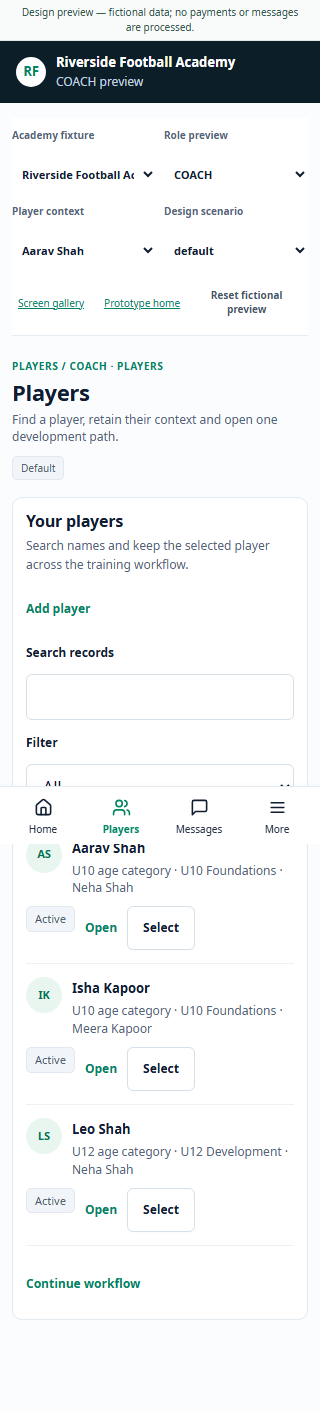 Design preview — fictional data; no payments or messages
are processed.
RF
Riverside Football Academy
COACH preview
Academy fixture
Role preview
Riverside Football Ac
COACH
Player context
Design scenario
Aarav Shah
default
Screen gallery
Prototype home
Reset fictional
preview
PLAYERS / COACH · PLAYERS
Players
Find a player, retain their context and open one
development path.
Default
Your players
Search names and keep the selected player
across the training workflow.
Add player
Search records
Filter
All
Home
Players
Messages
More
AS
Aarav Shah
U10 age category · U10 Foundations ·
Neha Shah
Active
Open
Select
IK
Isha Kapoor
U10 age category · U10 Foundations ·
Meera Kapoor
Active
Open
Select
LS
Leo Shah
U12 age category · U12 Development ·
Neha Shah
Active
Open
Select
Continue workflow